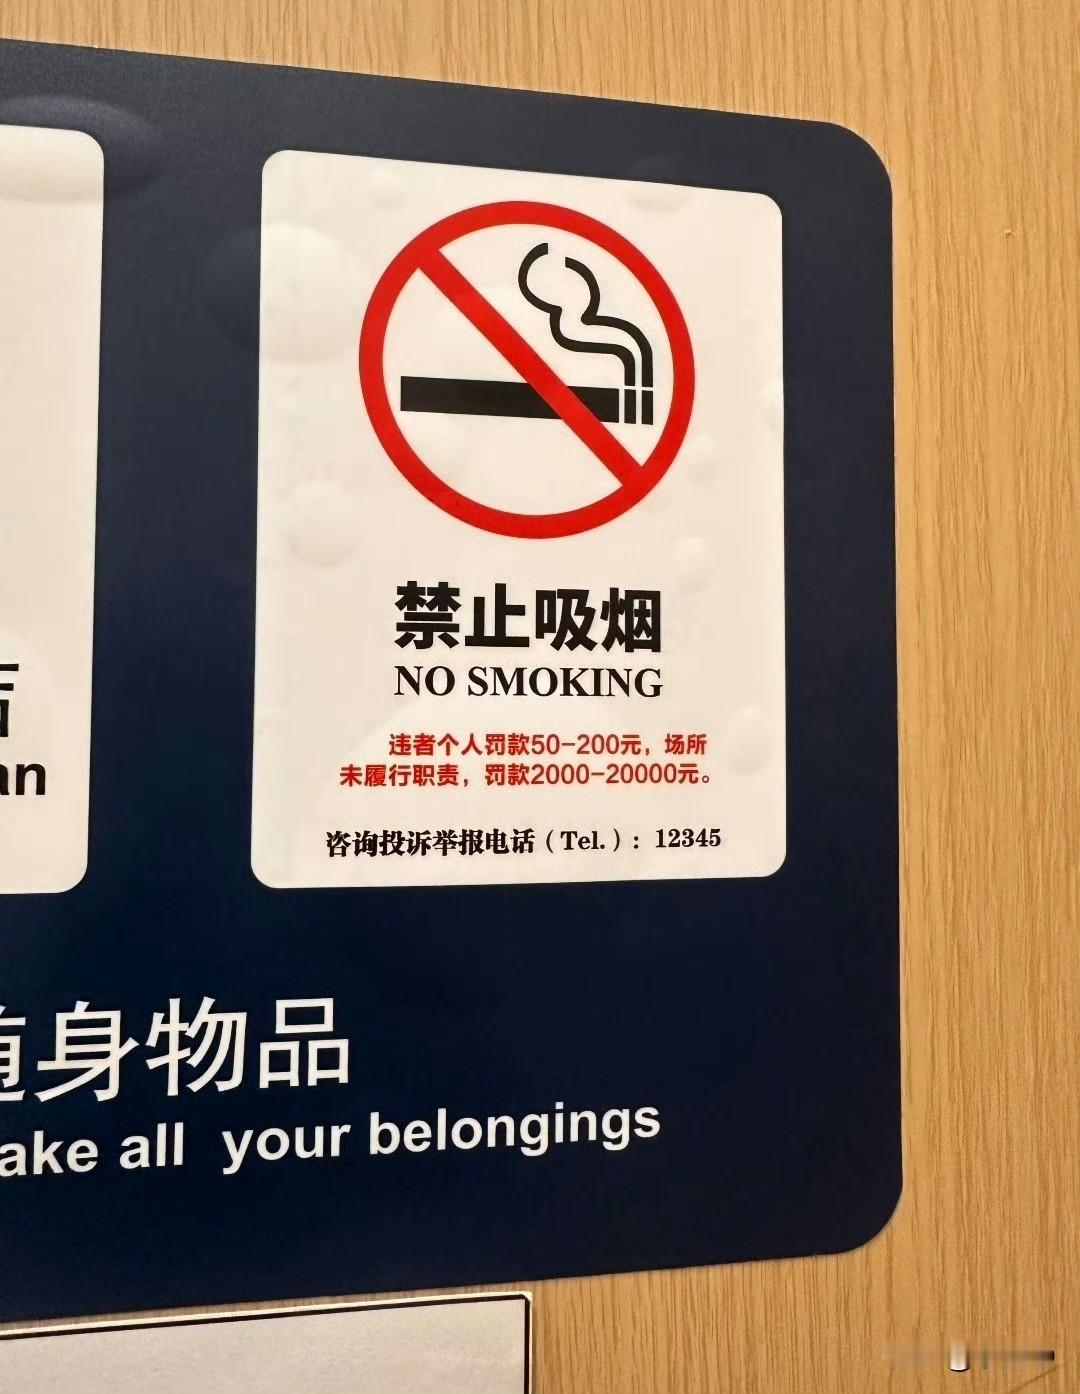 an
禁止吸烟
NO SMOKING
违者个人罚款50-200元，场所
未履行职责，罚款2000-20000元。
咨询投诉举报电话（Tel.）：12345
随身物品
ake all your belongings